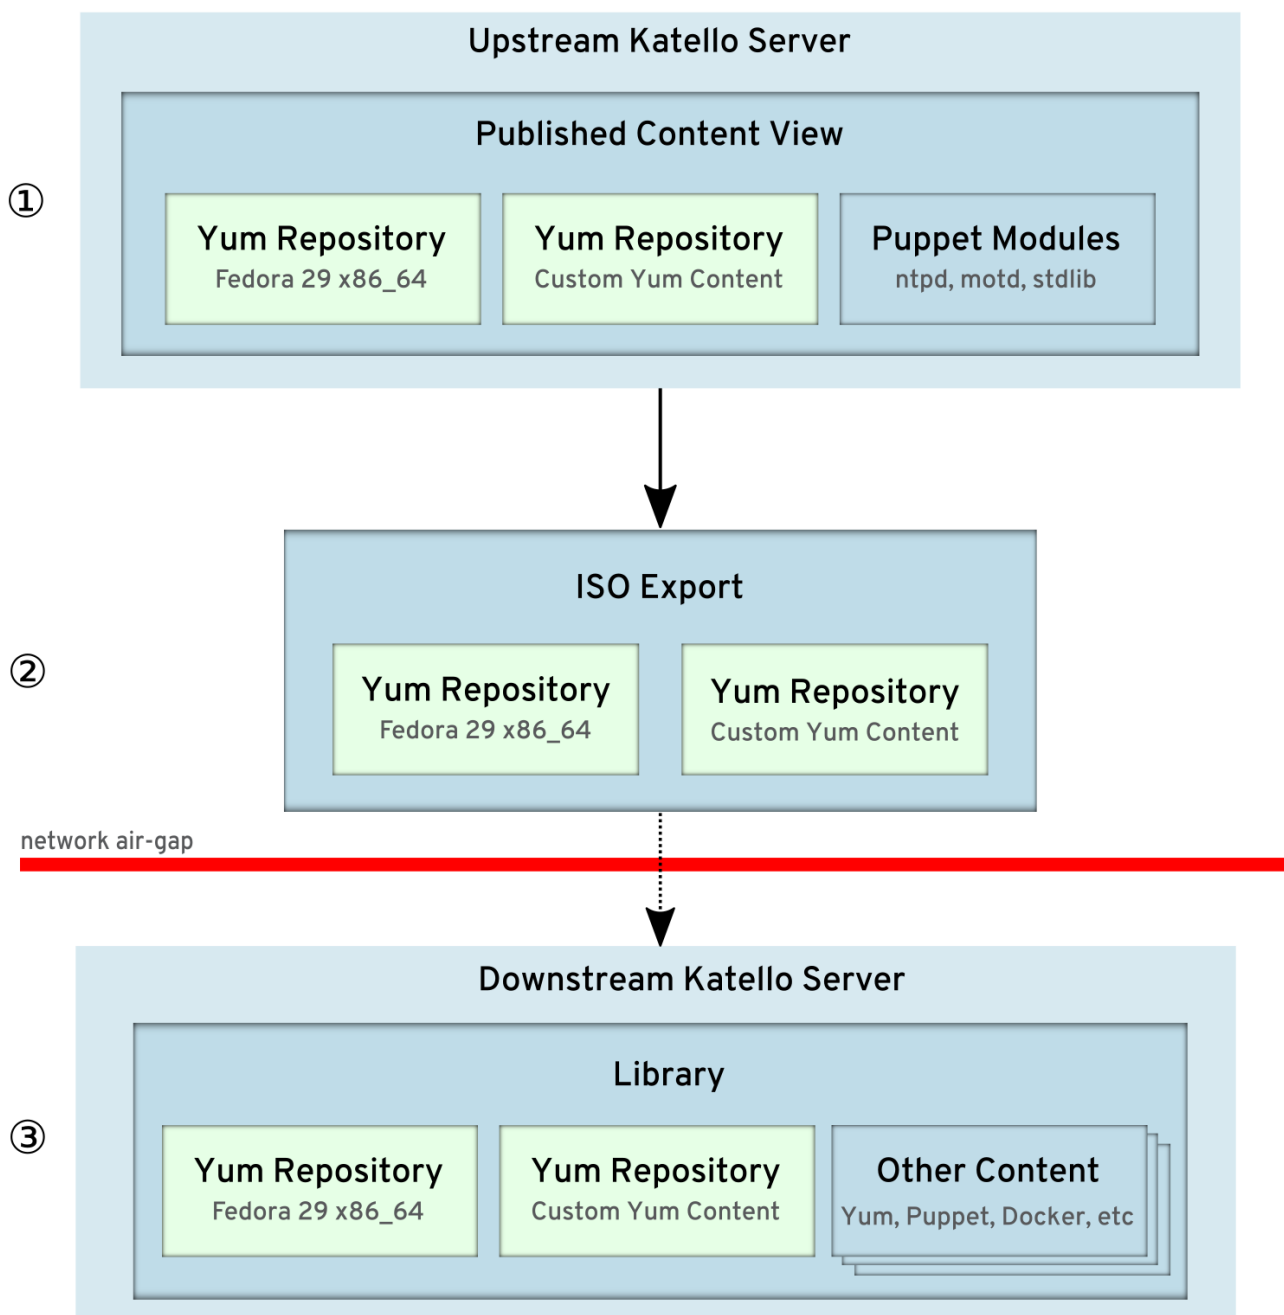 Upstream Katello Server
Published Content View
①
Yum Repository
Fedora 29 x86_64
Yum Repository
Custom Yum Content
Puppet Modules
ntpd, motd, stdlib
ISO Export
②
Yum Repository
Fedora 29 x86_64
Yum Repository
Custom Yum Content
network air-gap
Downstream Katello Server
Library
③
Yum Repository
Fedora 29 x86_64
Yum Repository
Custom Yum Content
Other Content
Yum, Puppet, Docker, etc